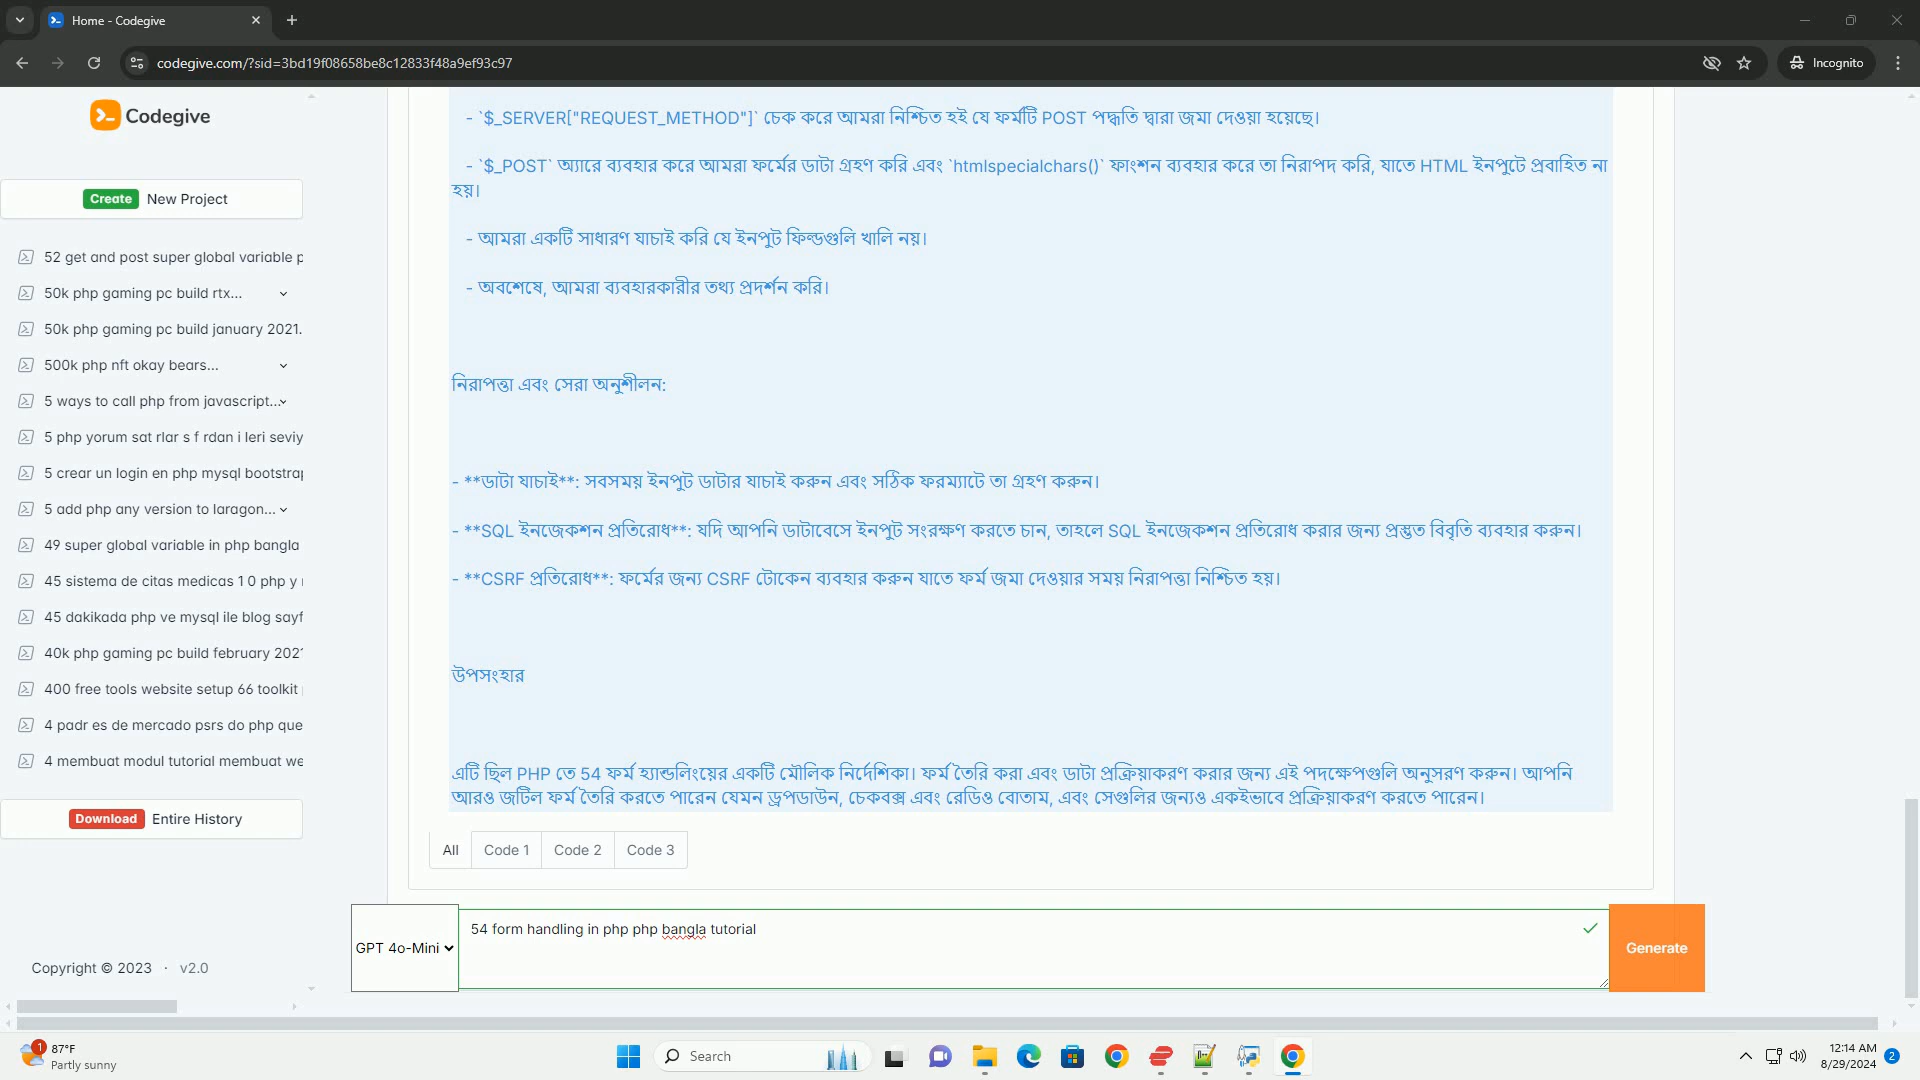 Home - Codegive
codegive.com/?sid=3bd19f08658be8c12833f48a9ef93c97
Incognito
Codegive
Create New Project
52 get and post super global variable p
50k php gaming pc build rtx...
50k php gaming pc build january 2021.
500k php nft okay bears...
5 ways to call php from javascript...
5 php yorum sat rlar s f rdan i leri seviy
5 crear un login en php mysql bootstrap
5 add php any version to laragon...
49 super global variable in php bangla
45 sistema de citas medicas 1 0 php y
45 dakikada php ve mysql ile blog sayf
40k php gaming pc build february 202
400 free tools website setup 66 toolkit
4 padr es de mercado psrs do php que
4 membuat modul tutorial membuat we
Download Entire History
Copyright © 2023 · v2.0
- `$_SERVER["REQUEST_METHOD"]` চেক করে আমরা নিশ্চিত হই যে ফর্মটি POST পদ্ধতি দ্বারা জমা দেওয়া হয়েছে।
- `$_POST` অ্যারে ব্যবহার করে আমরা ফর্মের ডাটা গ্রহণ করি এবং `htmlspecialchars()` ফাংশন ব্যবহার করে তা নিরাপদ করি, যাতে HTML ইনপুটে প্রবাহিত না
হয়।
- আমরা একটি সাধারণ যাচাই করি যে ইনপুট ফিল্ডগুলি খালি নয়।
- অবশেষে, আমরা ব্যবহারকারীর তথ্য প্রদর্শন করি।
নিরাপত্তা এবং সেরা অনুশীলন:
- **ডাটা যাচাই**: সবসময় ইনপুট ডাটার যাচাই করুন এবং সঠিক ফরম্যাটে তা গ্রহণ করুন।
- **SQL ইনজেকশন প্রতিরোধ**: যদি আপনি ডাটাবেসে ইনপুট সংরক্ষণ করতে চান, তাহলে SQL ইনজেকশন প্রতিরোধ করার জন্য প্রস্তুত বিবৃতি ব্যবহার করুন।
- **CSRF প্রতিরোধ**: ফর্মের জন্য CSRF টোকেন ব্যবহার করুন যাতে ফর্ম জমা দেওয়ার সময় নিরাপত্তা নিশ্চিত হয়।
উপসংহার
এটি ছিল PHP তে 54 ফর্ম হ্যান্ডলিংয়ের একটি মৌলিক নির্দেশিকা। ফর্ম তৈরি করা এবং ডাটা প্রক্রিয়াকরণ করার জন্য এই পদক্ষেপগুলি অনুসরণ করুন। আপনি
আরও জটিল ফর্ম তৈরি করতে পারেন যেমন ড্রপডাউন, চেকবক্স এবং রেডিও বোতাম, এবং সেগুলির জন্যও একইভাবে প্রক্রিয়াকরণ করতে পারেন।
All Code 1 Code 2 Code 3
GPT 4o-Mini
54 form handling in php php bangla tutorial
Generate
1
87°F
Partly sunny
Search
12:14 AM
8/29/2024
2